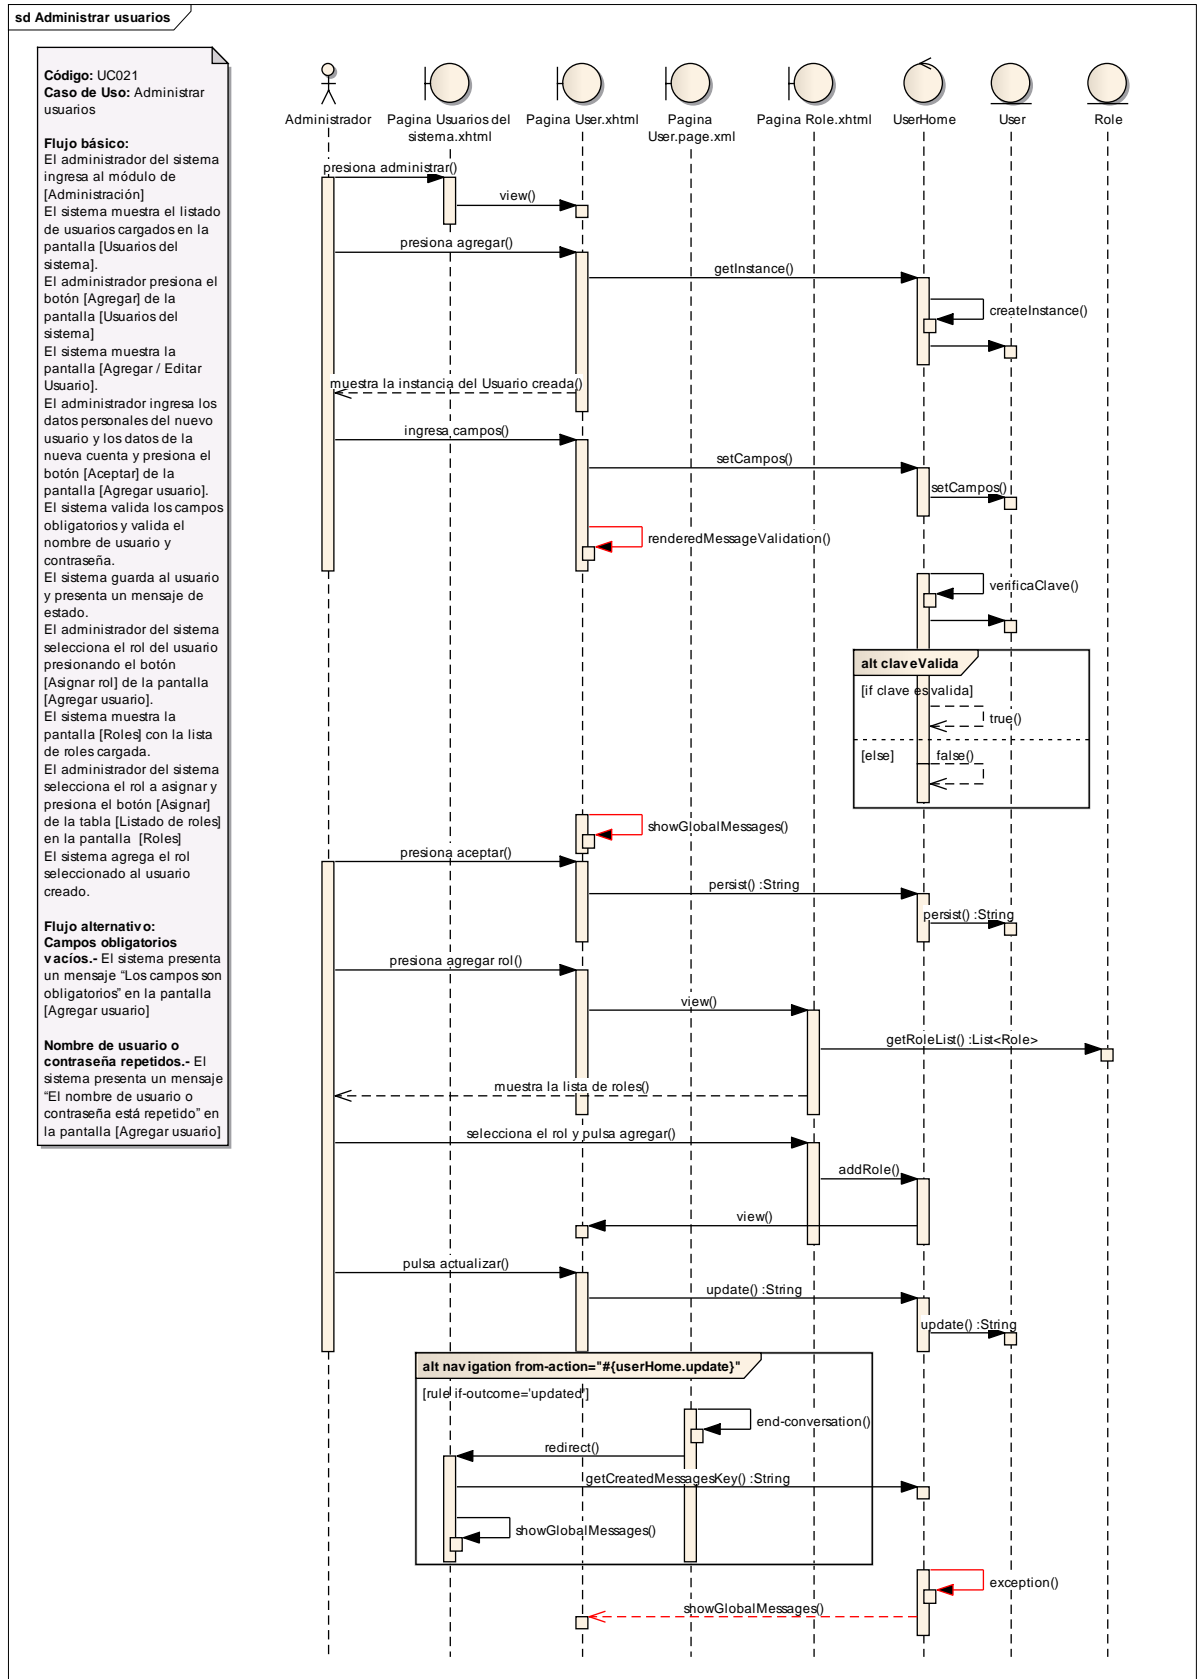 sd Administrar usuarios
Código: UC021
Caso de Uso: Administrar
usuarios
Flujo básico:
El administrador del sistema
ingresa al módulo de
[Administración]
El sistema muestra el listado
de usuarios cargados en la
pantalla [Usuarios del
sistema].
El administrador presiona el
botón [Agregar] de la
pantalla [Usuarios del
sistema]
El sistema muestra la
pantalla [Agregar / Editar
Usuario].
El administrador ingresa los
datos personales del nuevo
usuario y los datos de la
nueva cuenta y presiona el
botón [Aceptar] de la
pantalla [Agregar usuario].
El sistema valida los campos
obligatorios y valida el
nombre de usuario y
contraseña.
El sistema guarda al usuario
y presenta un mensaje de
estado.
El administrador del sistema
selecciona el rol del usuario
presionando el botón
[Asignar rol] de la pantalla
[Agregar usuario].
El sistema muestra la
pantalla [Roles] con la lista
de roles cargada.
El administrador del sistema
selecciona el rol a asignar y
presiona el botón [Asignar]
de la tabla [Listado de roles]
en la pantalla [Roles]
El sistema agrega el rol
seleccionado al usuario
creado.
Flujo alternativo:
Campos obligatorios
vacíos.- El sistema presenta
un mensaje “Los campos son
obligatorios” en la pantalla
[Agregar usuario]
Nombre de usuario o
contraseña repetidos.- El
sistema presenta un mensaje
“El nombre de usuario o
contraseña está repetido” en
la pantalla [Agregar usuario]
Administrador
Pagina Usuarios del
sistema.xhtml
Pagina User.xhtml
Pagina
User.page.xml
Pagina Role.xhtml
UserHome
User
Role
presiona administrar()
view()
presiona agregar()
getInstance()
createInstance()
muestra la instancia del Usuario creada()
ingresa campos()
setCampos()
setCampos()
renderedMessageValidation()
verificaClave()
alt claveValida
[if clave es valida]
true()
[else]
false()
showGlobalMessages()
presiona aceptar()
persist() :String
persist() :String
presiona agregar rol()
view()
getRoleList() :List<Role>
muestra la lista de roles()
selecciona el rol y pulsa agregar()
addRole()
view()
pulsa actualizar()
update() :String
update() :String
alt navigation from-action="#{userHome.update}"
[rule if-outcome='updated']
end-conversation()
redirect()
getCreatedMessagesKey() :String
showGlobalMessages()
exception()
showGlobalMessages()